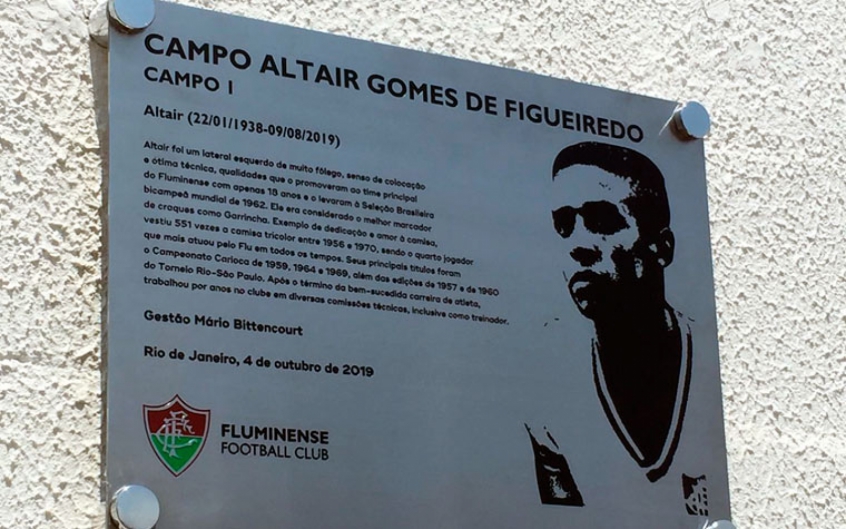 CAMPO ALTAIR GOMES DE FIGUEIREDO
CAMPO 1
Altair (22/01/1938-09/08/2019)
Altair foi um lateral esquerdo de muito fôlego, senso de colocação
e ótima técnica, qualidades que o promoveram ao time principal
do Fluminense com apenas 18 anos e o levaram à Seleção Brasileira
bicampeã mundial de 1962. Ele era considerado o melhor marcador
de craques como Garrincha. Exemplo de dedicação e amor à camisa,
vestiu 551 vezes a camisa tricolor entre 1956 e 1970, sendo o quarto jogador
que mais atuou pelo Flu em todos os tempos. Seus principais títulos foram
o Campeonato Carioca de 1959, 1964 e 1969, além das edições de 1957 e de 1960
do Torneio Rio-São Paulo. Após o término da bem-sucedida carreira de atleta,
trabalhou por anos no clube em diversas comissões técnicas, inclusive como treinador.
Gestão Mário Bittencourt
Rio de Janeiro, 4 de outubro de 2019
FLUMINENSE
FOOTBALL CLUB